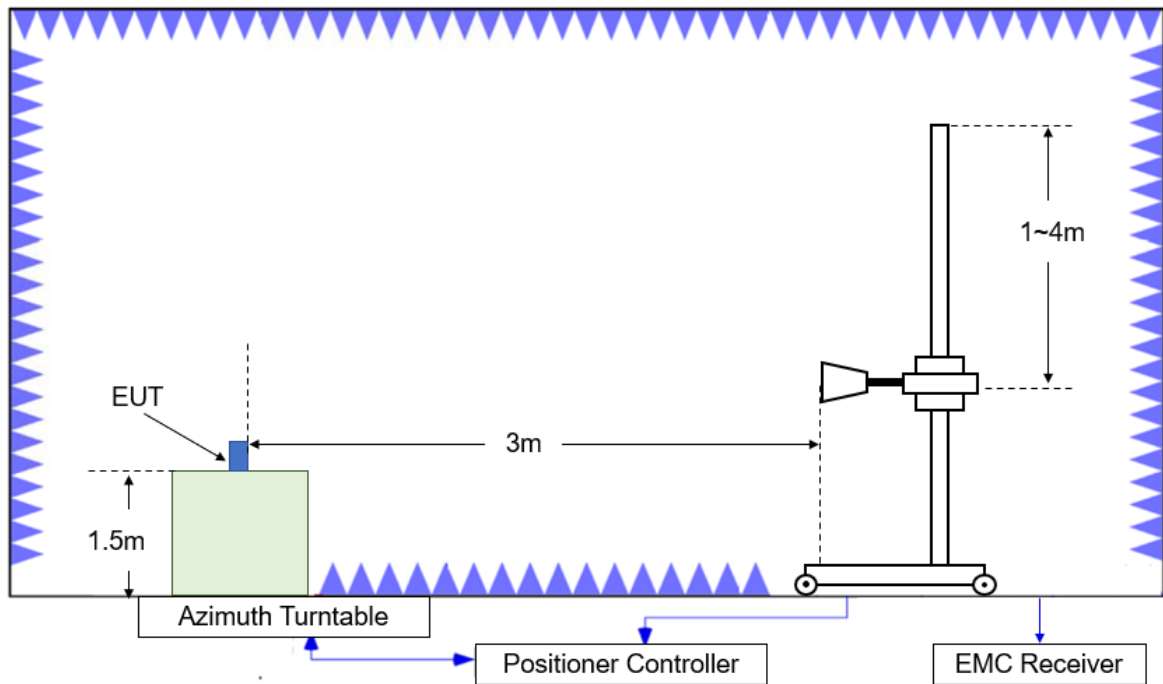 1~4m
EUT
3m
1.5m
Azimuth Turntable
Positioner Controller
EMC Receiver